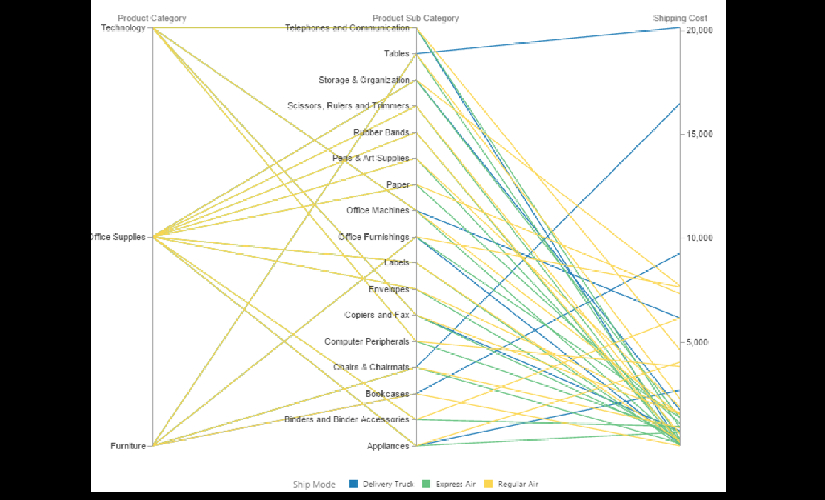 Product Category Product Sub Category Shipping Cost
Technology
Office Supplies
Furniture
Telephones and Communication
Tables
Storage & Organization
Scissors, Rulers and Trimmers
Rubber Bands
Pens & Art Supplies
Paper
Office Machines
Office Furnishings
Labels
Envelopes
Copiers and Fax
Computer Peripherals
Chairs & Chairmats
Bookcases
Binders and Binder Accessories
Appliances
20,000
15,000
10,000
5,000
Ship Mode Delivery Truck Express Air Regular Air